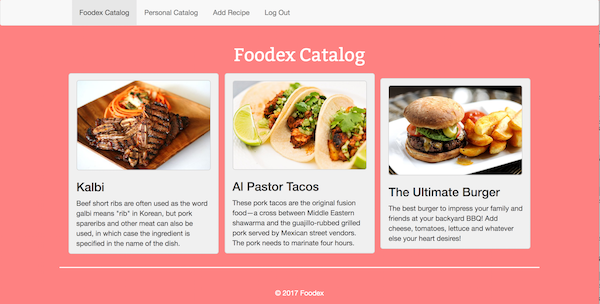 Foodex Catalog Personal Catalog Add Recipe Log Out
Foodex Catalog
Kalbi
Beef short ribs are often used as the word
galbi means "rib" in Korean, but pork
spareribs and other meat can also be
used, in which case the ingredient is
specified in the name of the dish.
Al Pastor Tacos
These pork tacos are the original fusion
food—a cross between Middle Eastern
shawarma and the guajillo-rubbed grilled
pork served by Mexican street vendors.
The pork needs to marinate four hours.
The Ultimate Burger
The best burger to impress your family and
friends at your backyard BBQ! Add
cheese, tomatoes, lettuce and whatever
else your heart desires!
© 2017 Foodex